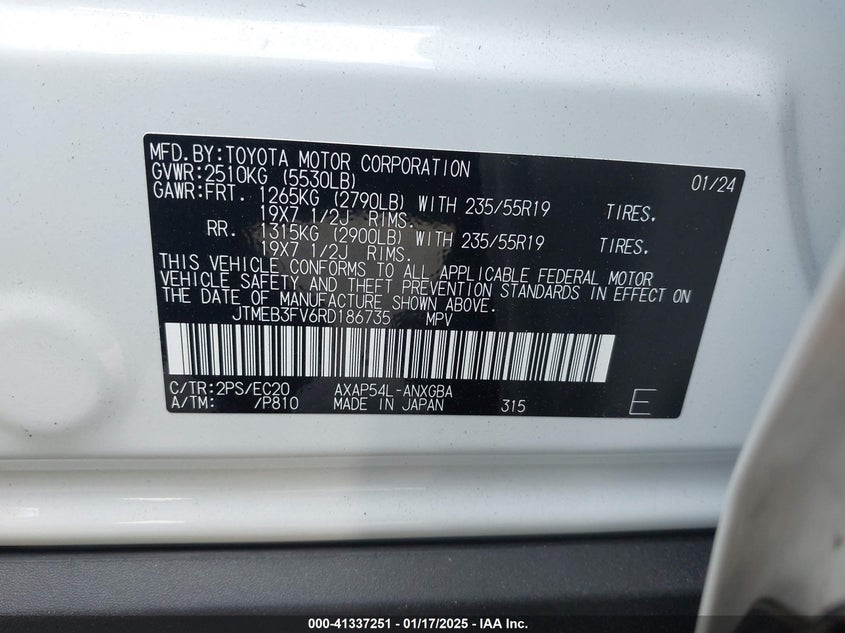 MFD.BY:TOYOTA MOTOR CORPORATION 01/24
GVWR:2510KG (5530LB)
GAWR:FRT. 1265KG (2790LB) WITH 235/55R19 TIRES.
19X7 1/2J RIMS.
RR. 1315KG (2900LB) WITH 235/55R19 TIRES.
19X7 1/2J RIMS.
THIS VEHICLE CONFORMS TO ALL APPLICABLE FEDERAL MOTOR
VEHICLE SAFETY AND THEFT PREVENTION STANDARDS IN EFFECT ON
THE DATE OF MANUFACTURE SHOWN ABOVE.
JTMEB3FV6RD186735 MPV
C/TR:2PS/EC20 AXAP54L-ANXGBA
A/TM: /P810 MADE IN JAPAN 315 E
000-41337251 - 01/17/2025 - IAA Inc.